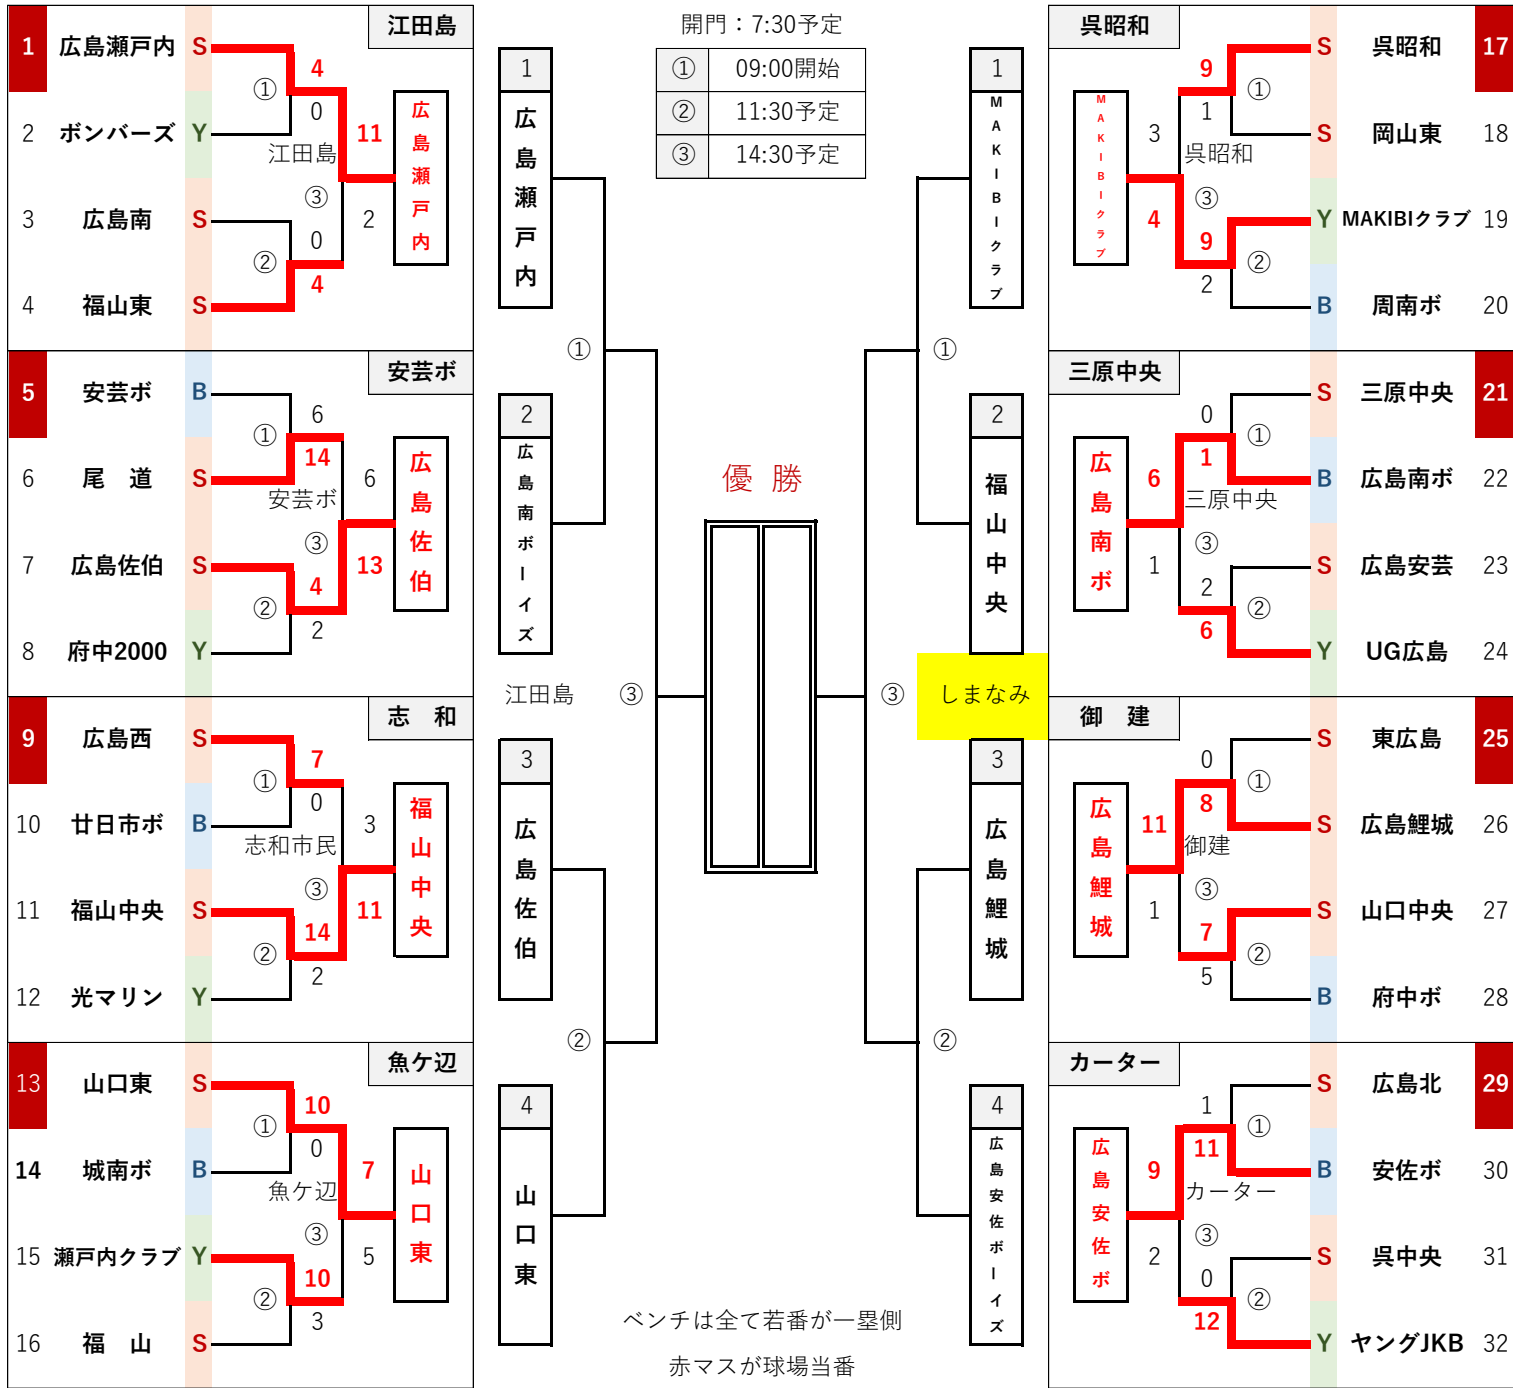 江田島
1 広島瀬戸内 S
4
①
0
2 ボンバーズ Y
江田島
11
広島瀬戸内
③
2
3 広島南 S
0
②
4
4 福山東 S
安芸ボ
5 安芸ボ B
6
①
14
6 尾　道 S
安芸ボ
6
広島佐伯
③
13
7 広島佐伯 S
4
②
2
8 府中2000 Y
志　和
9 広島西 S
7
①
0
10 廿日市ボ B
志和市民
3
福山中央
③
11
11 福山中央 S
14
②
2
12 光マリン Y
魚ケ辺
13 山口東 S
10
①
0
14 城南ボ B
魚ケ辺
7
山口東
③
5
15 瀬戸内クラブ Y
10
②
3
16 福　山 S
開門：7:30予定
① 09:00開始
② 11:30予定
③ 14:30予定
1
広島瀬戸内
①
2
広島南ボーイズ
江田島
③
3
広島佐伯
②
4
山口東
優 勝
1
MAKIBIクラブ
①
2
福山中央
③
しまなみ
3
広島鯉城
②
4
広島安佐ボーイズ
ベンチは全て若番が一塁側
赤マスが球場当番
呉昭和
S 呉昭和 17
9
①
1
S 岡山東 18
呉昭和
3
MAKIBIクラブ
③
4
Y MAKIBIクラブ 19
9
②
2
B 周南ボ 20
三原中央
S 三原中央 21
0
①
1
B 広島南ボ 22
三原中央
6
広島南ボ
③
1
S 広島安芸 23
2
②
6
Y UG広島 24
御　建
S 東広島 25
0
①
8
S 広島鯉城 26
御建
11
広島鯉城
③
1
S 山口中央 27
7
②
5
B 府中ボ 28
カーター
S 広島北 29
1
①
11
B 安佐ボ 30
カーター
9
広島安佐ボ
③
2
S 呉中央 31
0
②
12
Y ヤングJKB 32